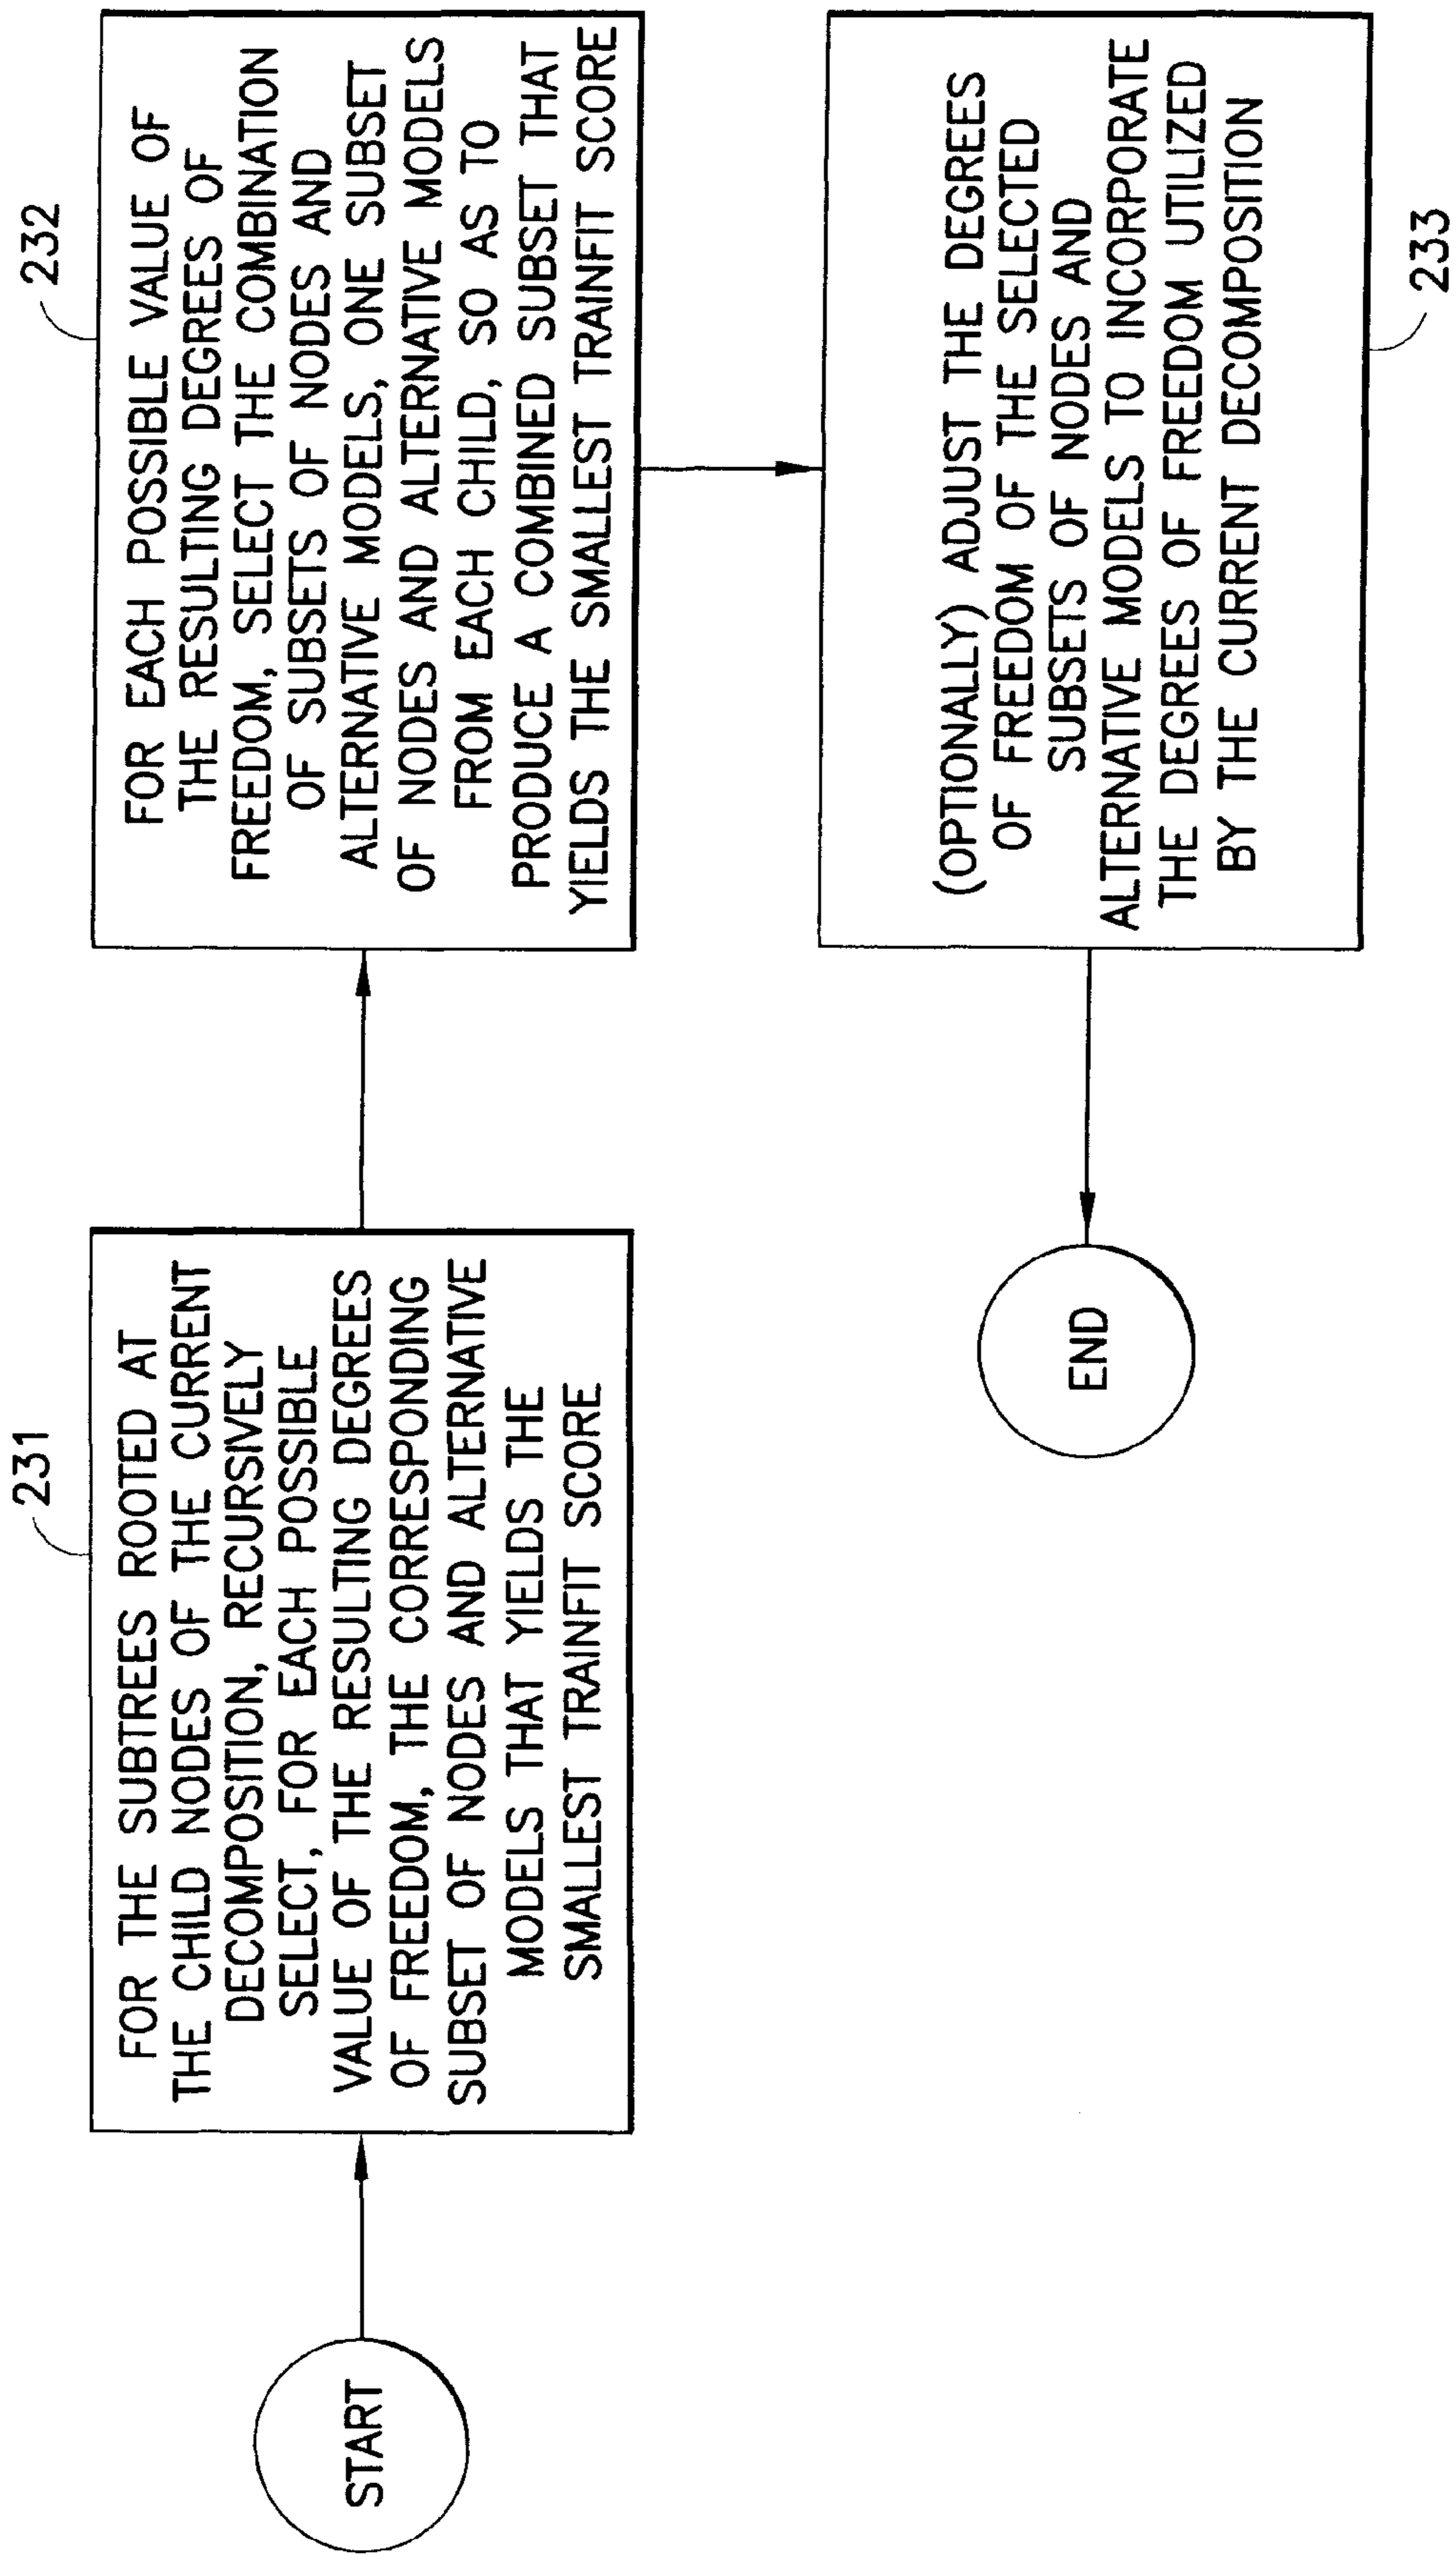 START
231
FOR THE SUBTREES ROOTED AT
THE CHILD NODES OF THE CURRENT
DECOMPOSITION, RECURSIVELY
SELECT, FOR EACH POSSIBLE
VALUE OF THE RESULTING DEGREES
OF FREEDOM, THE CORRESPONDING
SUBSET OF NODES AND ALTERNATIVE
MODELS THAT YIELDS THE
SMALLEST TRAINFIT SCORE
232
FOR EACH POSSIBLE VALUE OF
THE RESULTING DEGREES OF
FREEDOM, SELECT THE COMBINATION
OF SUBSETS OF NODES AND
ALTERNATIVE MODELS, ONE SUBSET
OF NODES AND ALTERNATIVE MODELS
FROM EACH CHILD, SO AS TO
PRODUCE A COMBINED SUBSET THAT
YIELDS THE SMALLEST TRAINFIT SCORE
(OPTIONALLY) ADJUST THE DEGREES
OF FREEDOM OF THE SELECTED
SUBSETS OF NODES AND
ALTERNATIVE MODELS TO INCORPORATE
THE DEGREES OF FREEDOM UTILIZED
BY THE CURRENT DECOMPOSITION
233
END